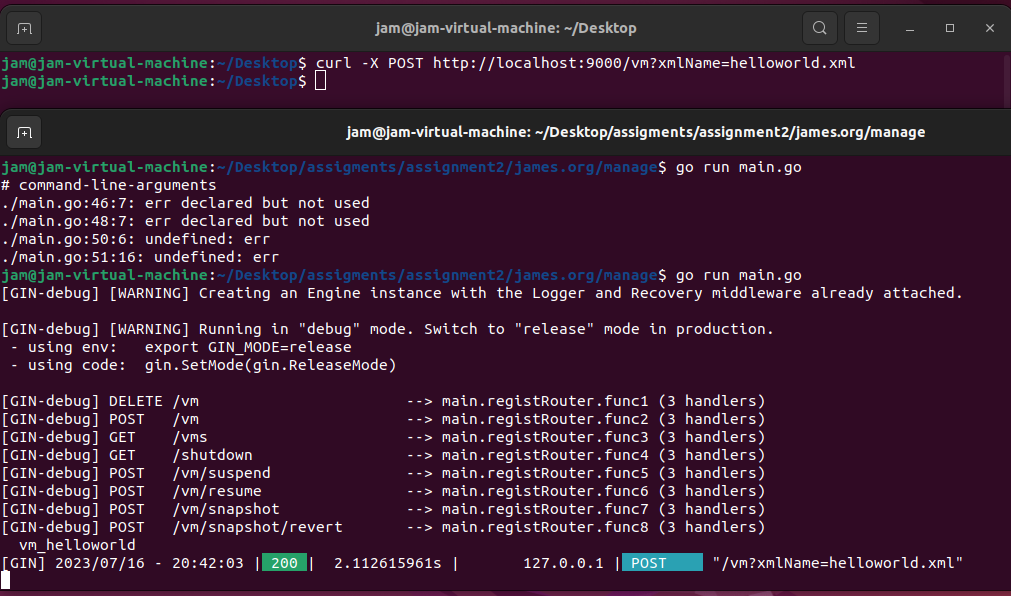 jam@jam-virtual-machine: ~/Desktop
jam@jam-virtual-machine:~/Desktop$ curl -X POST http://localhost:9000/vm?xmlName=helloworld.xml
jam@jam-virtual-machine:~/Desktop$
jam@jam-virtual-machine: ~/Desktop/assigments/assignment2/james.org/manage
jam@jam-virtual-machine:~/Desktop/assigments/assignment2/james.org/manage$ go run main.go
# command-line-arguments
./main.go:46:7: err declared but not used
./main.go:48:7: err declared but not used
./main.go:50:6: undefined: err
./main.go:51:16: undefined: err
jam@jam-virtual-machine:~/Desktop/assigments/assignment2/james.org/manage$ go run main.go
[GIN-debug] [WARNING] Creating an Engine instance with the Logger and Recovery middleware already attached.
[GIN-debug] [WARNING] Running in "debug" mode. Switch to "release" mode in production.
 - using env:   export GIN_MODE=release
 - using code:  gin.SetMode(gin.ReleaseMode)
[GIN-debug] DELETE /vm                       --> main.registRouter.func1 (3 handlers)
[GIN-debug] POST   /vm                       --> main.registRouter.func2 (3 handlers)
[GIN-debug] GET    /vms                      --> main.registRouter.func3 (3 handlers)
[GIN-debug] GET    /shutdown                 --> main.registRouter.func4 (3 handlers)
[GIN-debug] POST   /vm/suspend               --> main.registRouter.func5 (3 handlers)
[GIN-debug] POST   /vm/resume                --> main.registRouter.func6 (3 handlers)
[GIN-debug] POST   /vm/snapshot              --> main.registRouter.func7 (3 handlers)
[GIN-debug] POST   /vm/snapshot/revert       --> main.registRouter.func8 (3 handlers)
  vm_helloworld
[GIN] 2023/07/16 - 20:42:03 | 200 |  2.112615961s |       127.0.0.1 | POST     "/vm?xmlName=helloworld.xml"